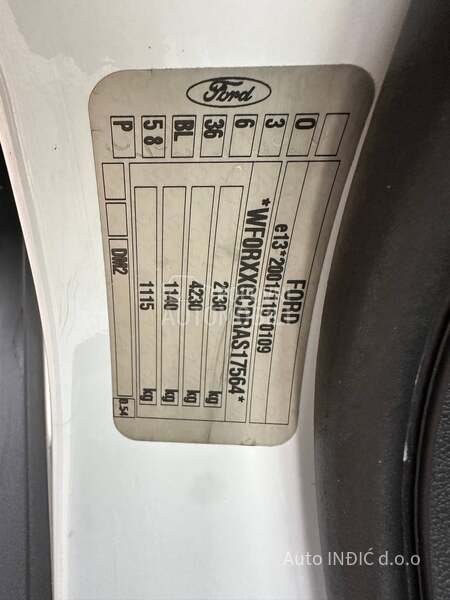 Ford
FORD
e13*2001/116*0109
*WF0RXXGCDRAS17564*
2130 kg
4230 kg
1140 kg
1115 kg
0
3
6
36
BL
58
P
DM2
Auto INĐIĆ d.o.o